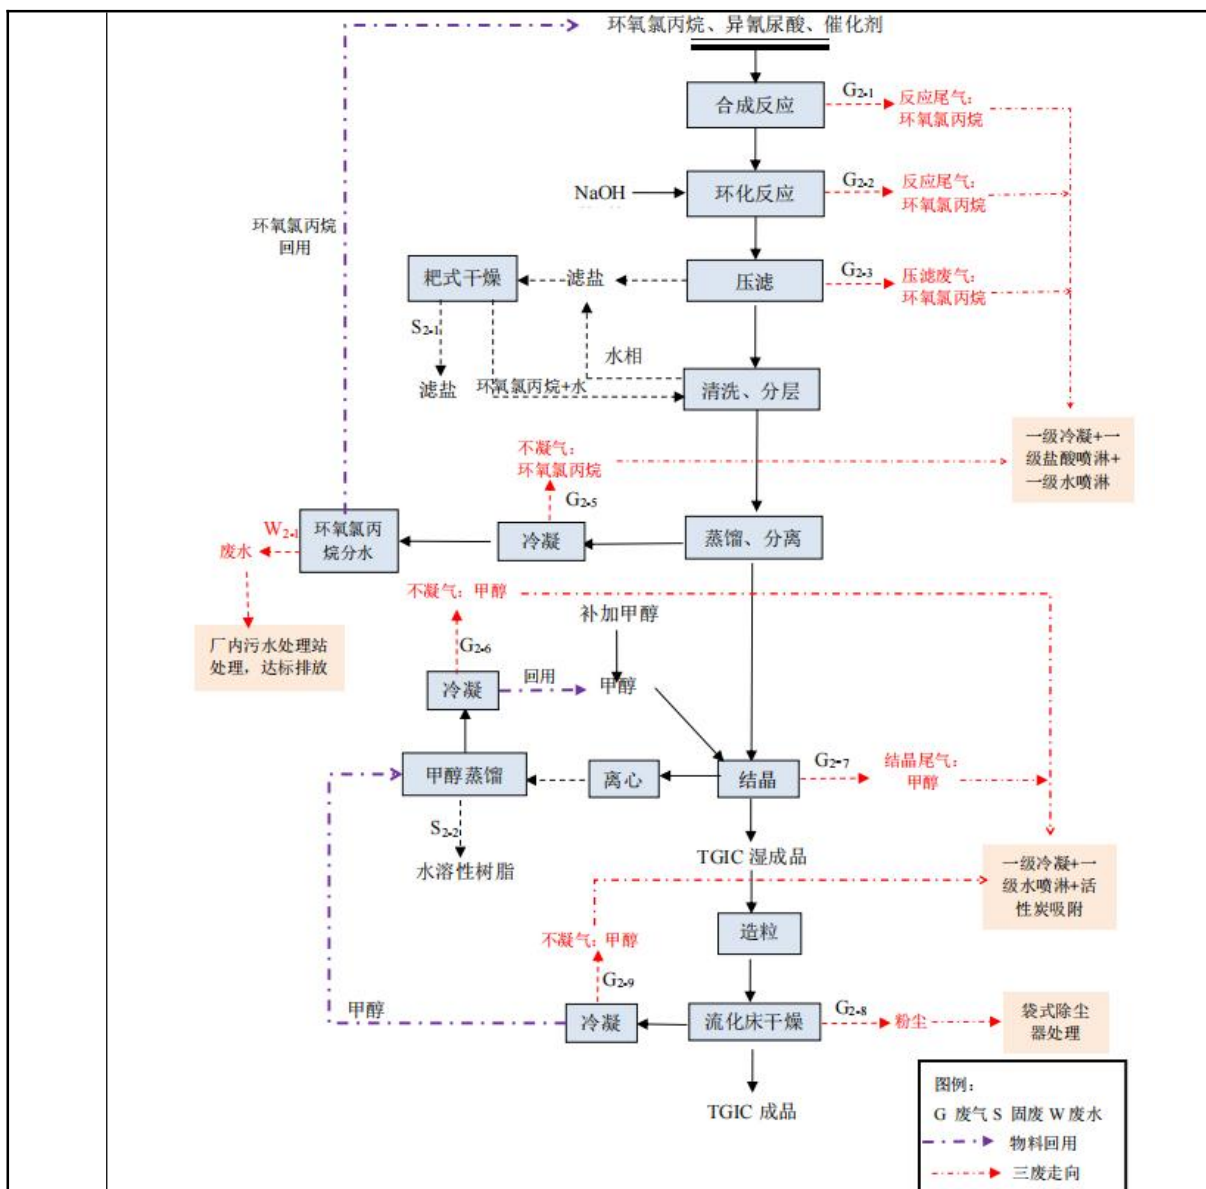 环氧氯丙烷、异氰尿酸、催化剂
合成反应
G2-1
反应尾气：
环氧氯丙烷
NaOH
环化反应
G2-2
反应尾气：
环氧氯丙烷
环氧氯丙烷
回用
耙式干燥
滤盐
压滤
G2-3
压滤废气：
环氧氯丙烷
S2-1
水相
滤盐
环氧氯丙烷+水
清洗、分层
不凝气：
环氧氯丙烷
一级冷凝+一
级盐酸喷淋+
一级水喷淋
G2-5
W2-1
废水
环氧氯丙
烷分水
冷凝
蒸馏、分离
不凝气：甲醇
补加甲醇
厂内污水处理站
处理，达标排放
G2-6
冷凝
回用
甲醇
甲醇蒸馏
离心
结晶
G2-7
结晶尾气：
甲醇
S2-2
水溶性树脂
TGIC 湿成品
一级冷凝+一
级水喷淋+活
性炭吸附
造粒
不凝气：甲醇
G2-9
甲醇
冷凝
流化床干燥
G2-8
粉尘
袋式除尘
器处理
TGIC 成品
图例：
G 废气 S 固废 W 废水
物料回用
三废走向